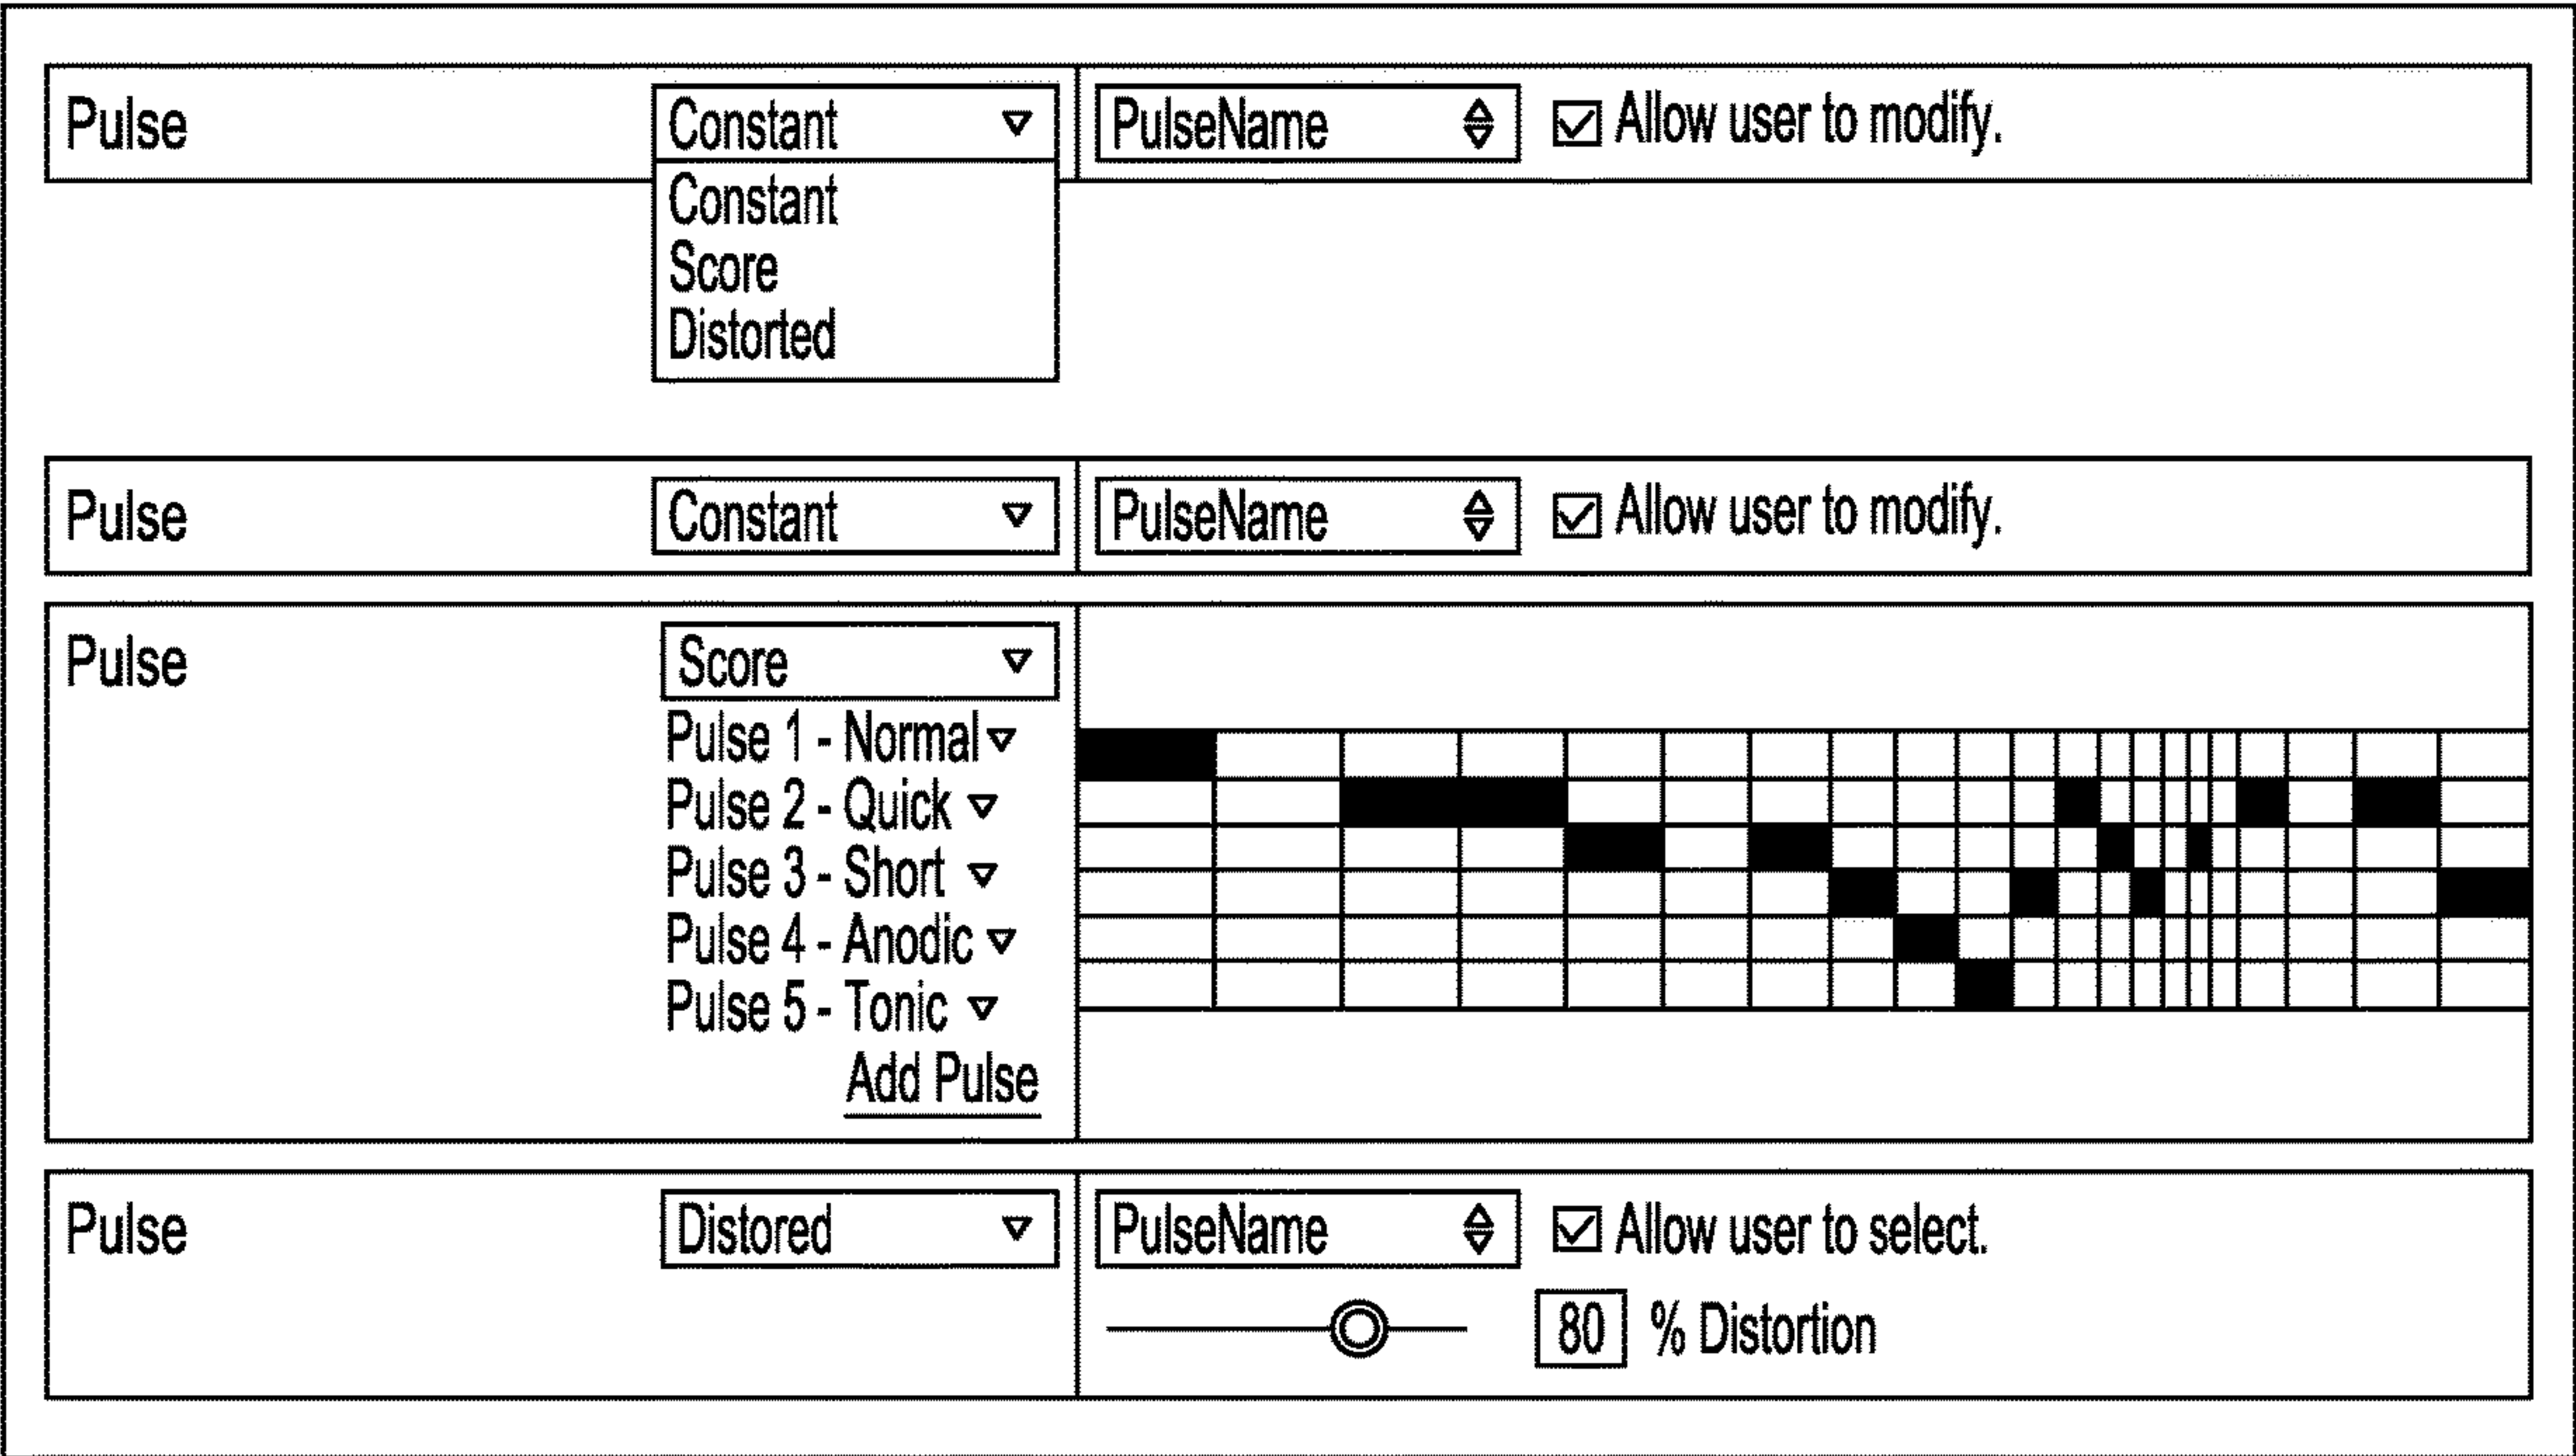 Pulse Constant PulseName Allow user to modify.
Constant
Score
Distorted
Pulse Constant PulseName Allow user to modify.
Pulse Score
Pulse 1 - Normal
Pulse 2 - Quick
Pulse 3 - Short
Pulse 4 - Anodic
Pulse 5 - Tonic
Add Pulse
Pulse Distored PulseName Allow user to select.
80 % Distortion